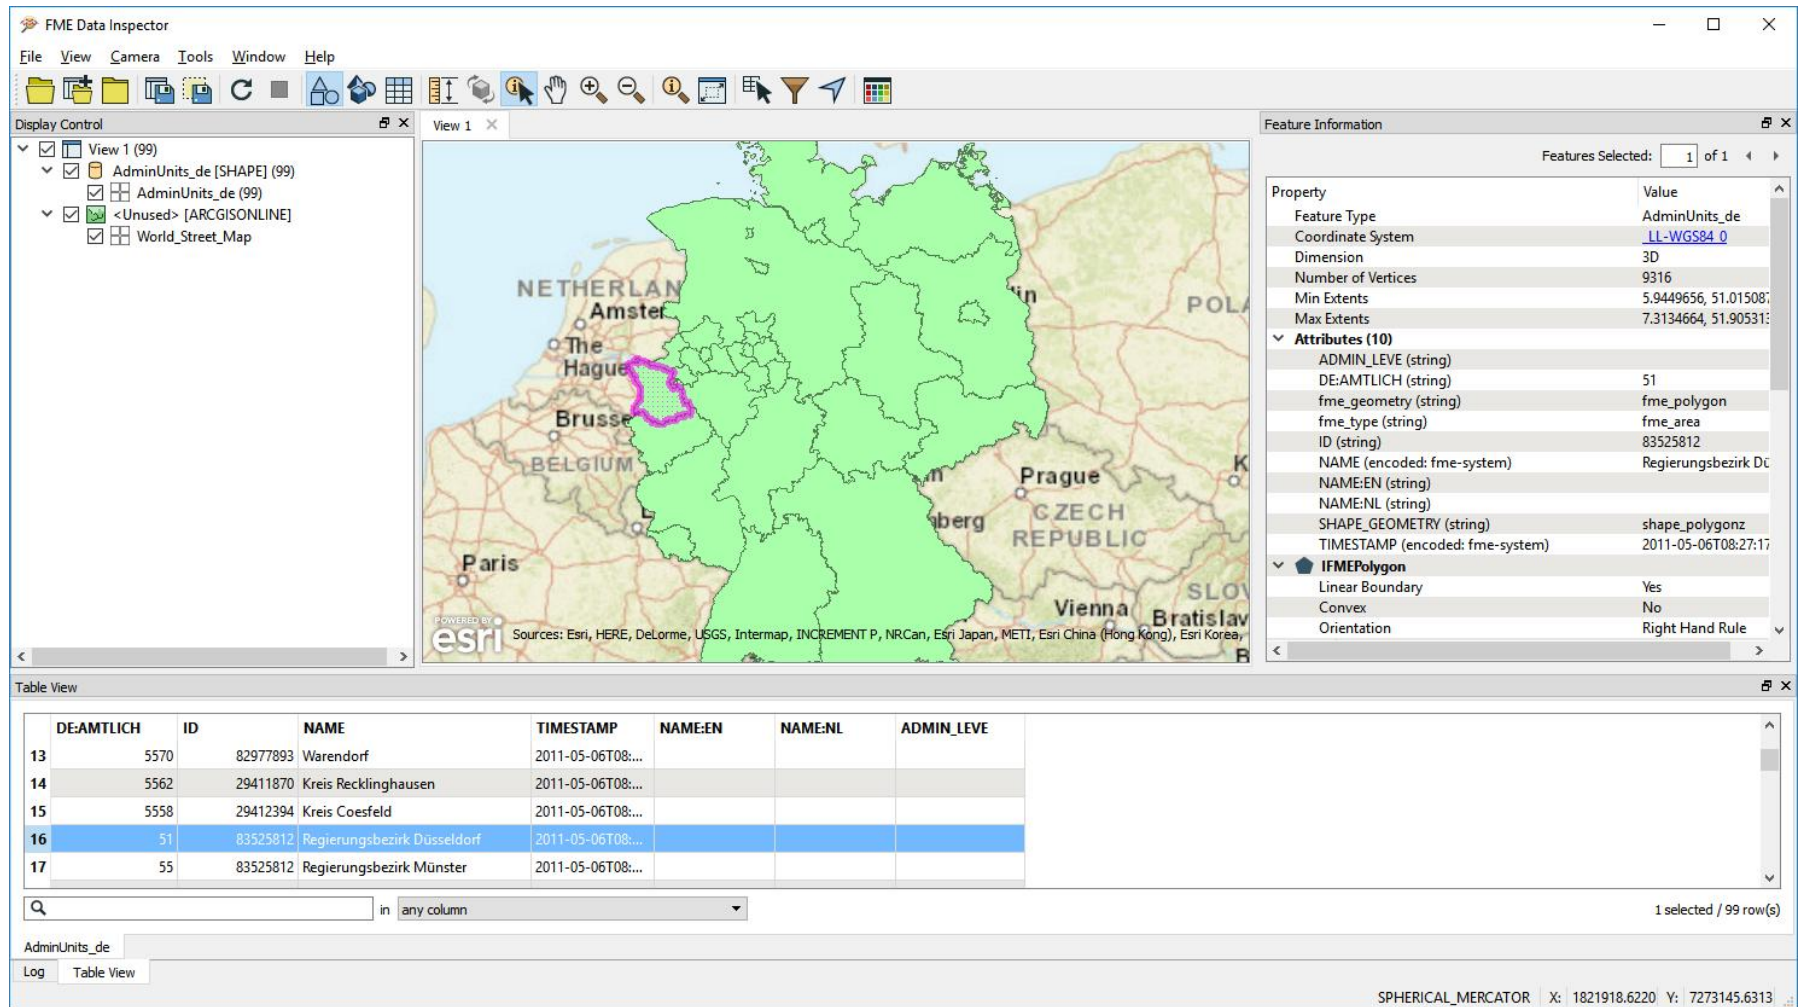 FME Data Inspector
File View Camera Tools Window Help
Display Control
View 1 (99)
AdminUnits_de [SHAPE] (99)
AdminUnits_de (99)
<Unused> [ARCGISONLINE]
World_Street_Map
View 1
NETHERLAN
Amster
The
Hague
Brusse
BELGIUM
Paris
in
POLA
Prague
CZECH
REPUBLIC
berg
SLOV
Vienna
Bratislav
POWERED BY
esri
Sources: Esri, HERE, DeLorme, USGS, Intermap, INCREMENT P, NRCan, Esri Japan, METI, Esri China (Hong Kong), Esri Korea,
Feature Information
Features Selected: 1 of 1
Property Value
Feature Type AdminUnits_de
Coordinate System _LL-WGS84_0
Dimension 3D
Number of Vertices 9316
Min Extents 5.9449656, 51.015087
Max Extents 7.3134664, 51.905313
Attributes (10)
ADMIN_LEVE (string)
DE:AMTLICH (string) 51
fme_geometry (string) fme_polygon
fme_type (string) fme_area
ID (string) 83525812
NAME (encoded: fme-system) Regierungsbezirk Dü
NAME:EN (string)
NAME:NL (string)
SHAPE_GEOMETRY (string) shape_polygonz
TIMESTAMP (encoded: fme-system) 2011-05-06T08:27:17
IFMEPolygon
Linear Boundary Yes
Convex No
Orientation Right Hand Rule
Table View
DE:AMTLICH ID NAME TIMESTAMP NAME:EN NAME:NL ADMIN_LEVE
13 5570 82977893 Warendorf 2011-05-06T08:...
14 5562 29411870 Kreis Recklinghausen 2011-05-06T08:...
15 5558 29412394 Kreis Coesfeld 2011-05-06T08:...
16 51 83525812 Regierungsbezirk Düsseldorf 2011-05-06T08:...
17 55 83525812 Regierungsbezirk Münster 2011-05-06T08:...
in any column
1 selected / 99 row(s)
AdminUnits_de
Log Table View
SPHERICAL_MERCATOR X: 1821918.6220 Y: 7273145.6313